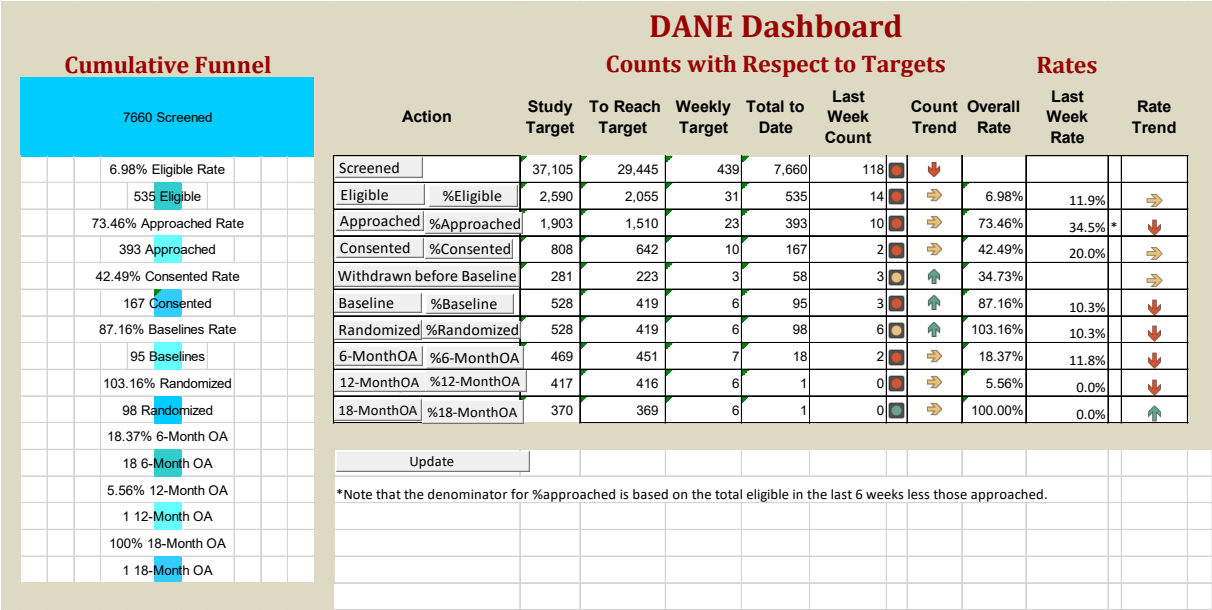 DANE Dashboard
Cumulative Funnel
Counts with Respect to Targets
Rates
7660 Screened
6.98% Eligible Rate
535 Eligible
73.46% Approached Rate
393 Approached
42.49% Consented Rate
167 Consented
87.16% Baselines Rate
95 Baselines
103.16% Randomized
98 Randomized
18.37% 6-Month OA
18 6-Month OA
5.56% 12-Month OA
1 12-Month OA
100% 18-Month OA
1 18-Month OA
Action Study Target To Reach Target Weekly Target Total to Date Last Week Count Count Trend Overall Rate Last Week Rate Rate Trend
Screened 37,105 29,445 439 7,660 118
Eligible %Eligible 2,590 2,055 31 535 14 6.98% 11.9%
Approached %Approached 1,903 1,510 23 393 10 73.46% 34.5% *
Consented %Consented 808 642 10 167 2 42.49% 20.0%
Withdrawn before Baseline 281 223 3 58 3 34.73%
Baseline %Baseline 528 419 6 95 3 87.16% 10.3%
Randomized %Randomized 528 419 6 98 6 103.16% 10.3%
6-MonthOA %6-MonthOA 469 451 7 18 2 18.37% 11.8%
12-MonthOA %12-MonthOA 417 416 6 1 0 5.56% 0.0%
18-MonthOA %18-MonthOA 370 369 6 1 0 100.00% 0.0%
Update
*Note that the denominator for %approached is based on the total eligible in the last 6 weeks less those approached.